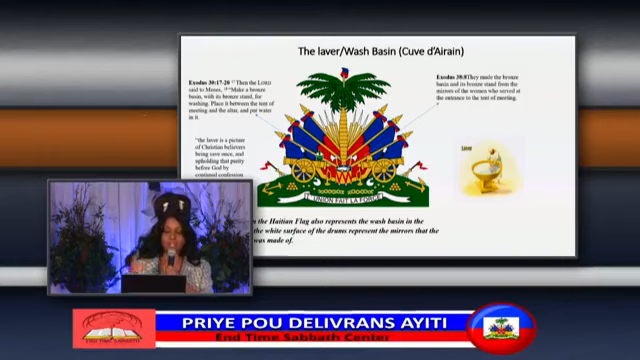 The laver/Wash Basin (Cuve d'Airain)
Exodus 30:17-20 17Then the LORD
said to Moses, 18"Make a bronze
basin, with its bronze stand, for
washing. Place it between the tent of
meeting and the altar, and put water
in it.
Exodus 20:8They made the bronze
basin and its bronze stand from the
mirrors of the women who served at
the entrance to the tent of meeting.
"the laver is a picture
of Christian believers
being save once, and
upholding that purity
before God by
continual confession
Laver
L'UNION FAIT LA FORCE
the Haitian Flag also represents the wash basin in the
the white surface of the drums represent the mirrors that the
was made of.
PRIYE POU DELIVRANS AYITI
End Time Sabbath Center